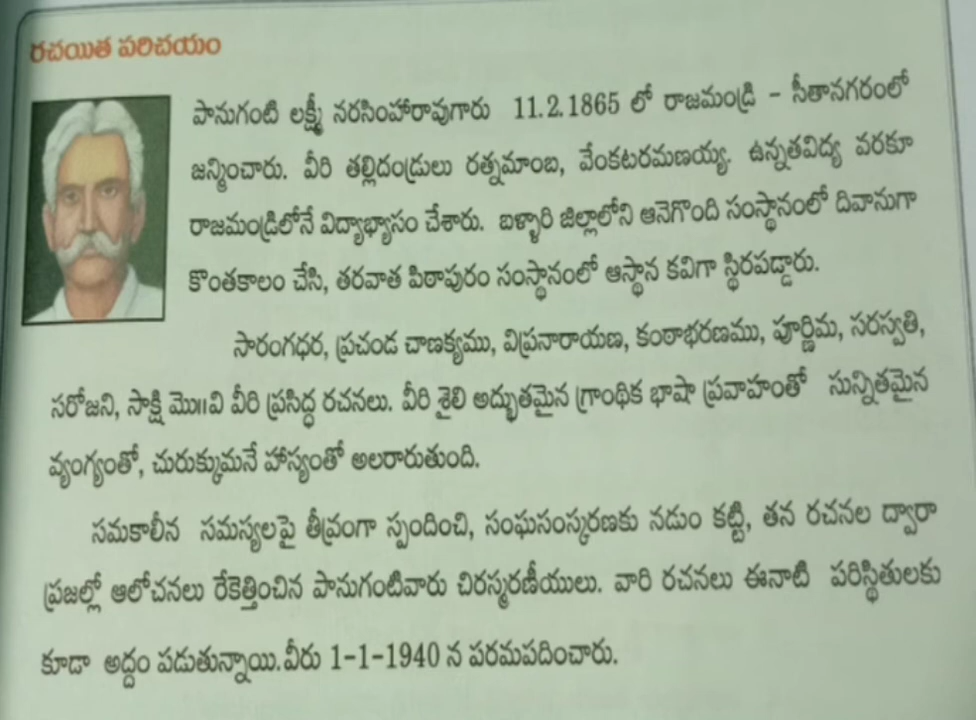 రచయిత పరిచయం
పానుగంటి లక్ష్మీ నరసింహారావుగారు 11.2.1865 లో రాజమండ్రి - సీతానగరంలో
జన్మించారు. వీరి తల్లిదండ్రులు రత్నమాంబ, వేంకటరమణయ్య. ఉన్నతవిద్య వరకూ
రాజమండ్రిలోనే విద్యాభ్యాసం చేశారు. బళ్ళారి జిల్లాలోని ఆనెగొంది సంస్థానంలో దివానుగా
కొంతకాలం చేసి, తరవాత పిఠాపురం సంస్థానంలో ఆస్థాన కవిగా స్థిరపడ్డారు.
సారంగధర, ప్రచండ చాణక్యము, విప్రనారాయణ, కంఠాభరణము, పూర్ణిమ, సరస్వతి,
సరోజని, సాక్షి మొ॥వి వీరి ప్రసిద్ధ రచనలు. వీరి శైలి అద్భుతమైన గ్రాంథిక భాషా ప్రవాహంతో సున్నితమైన
వ్యంగ్యంతో, చురుక్కుమనే హాస్యంతో అలరారుతుంది.
సమకాలీన సమస్యలపై తీవ్రంగా స్పందించి, సంఘసంస్కరణకు నడుం కట్టి, తన రచనల ద్వారా
ప్రజల్లో ఆలోచనలు రేకెత్తించిన పానుగంటివారు చిరస్మరణీయులు. వారి రచనలు ఈనాటి పరిస్థితులకు
కూడా అద్దం పడుతున్నాయి.వీరు 1-1-1940 న పరమపదించారు.